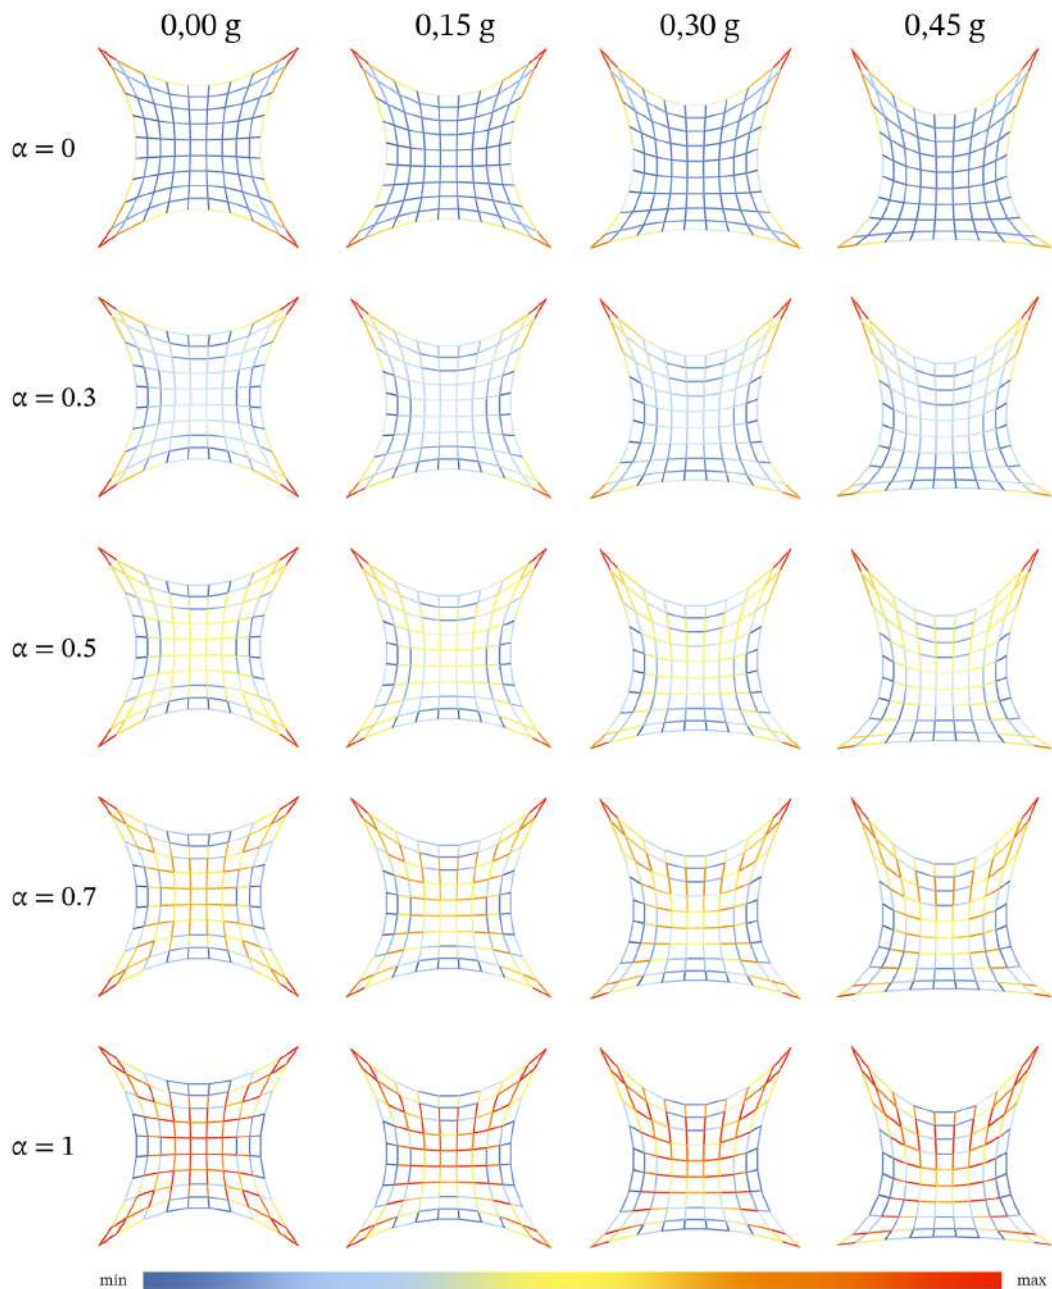 0,00 g 0,15 g 0,30 g 0,45 g
α = 0
α = 0.3
α = 0.5
α = 0.7
α = 1
min max